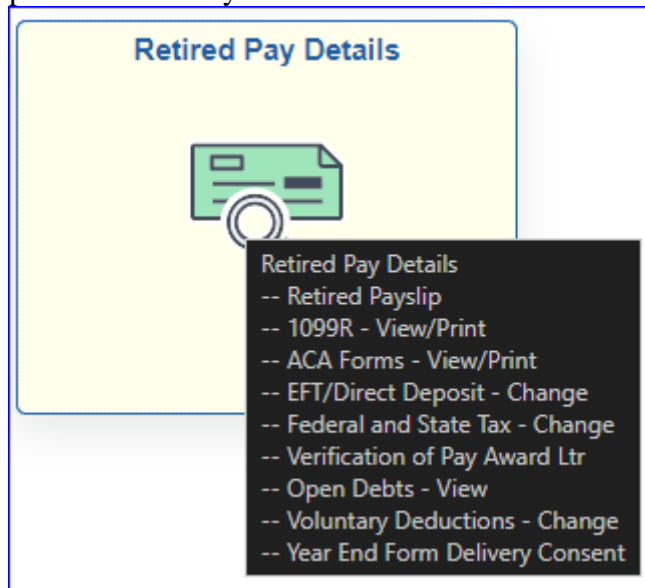 Retired Pay Details
Retired Pay Details
-- Retired Payslip
-- 1099R - View/Print
-- ACA Forms - View/Print
-- EFT/Direct Deposit - Change
-- Federal and State Tax - Change
-- Verification of Pay Award Ltr
-- Open Debts - View
-- Voluntary Deductions - Change
-- Year End Form Delivery Consent